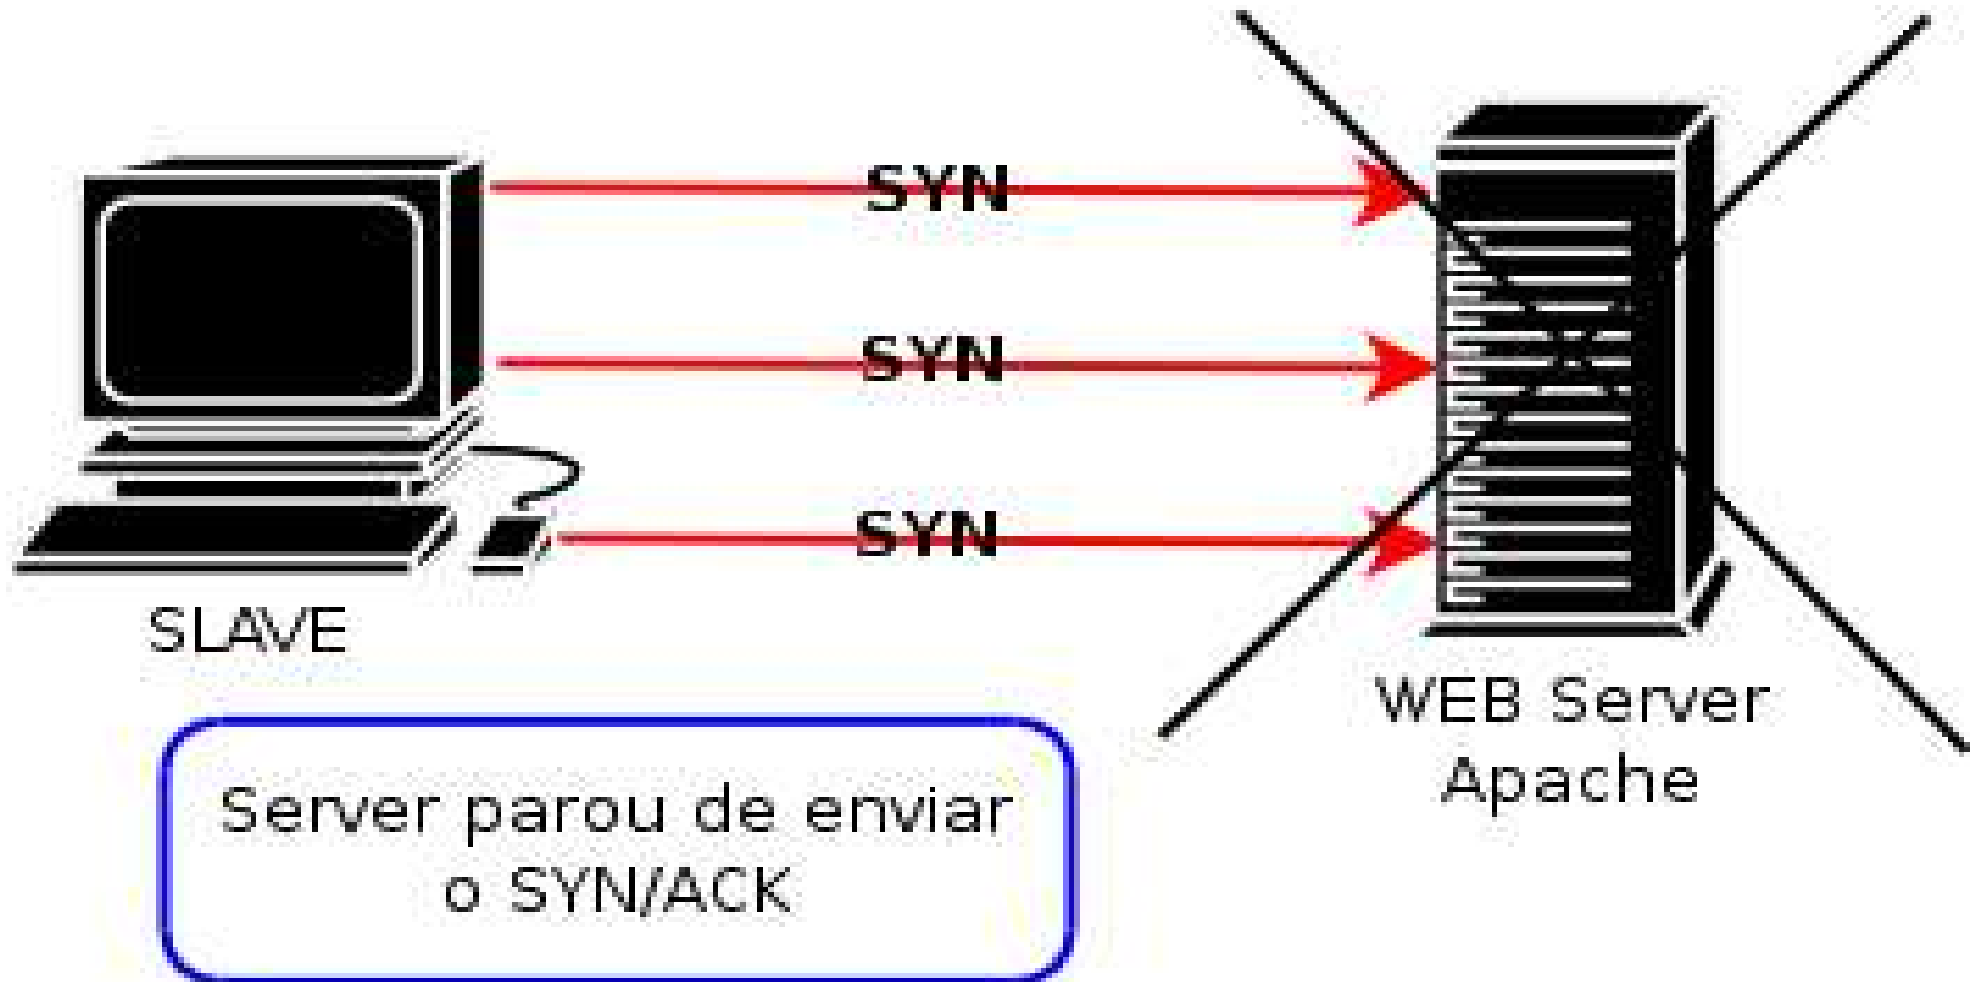 SYN
SYN
SYN
SLAVE
WEB Server
Apache
Server parou de enviar
o SYN/ACK